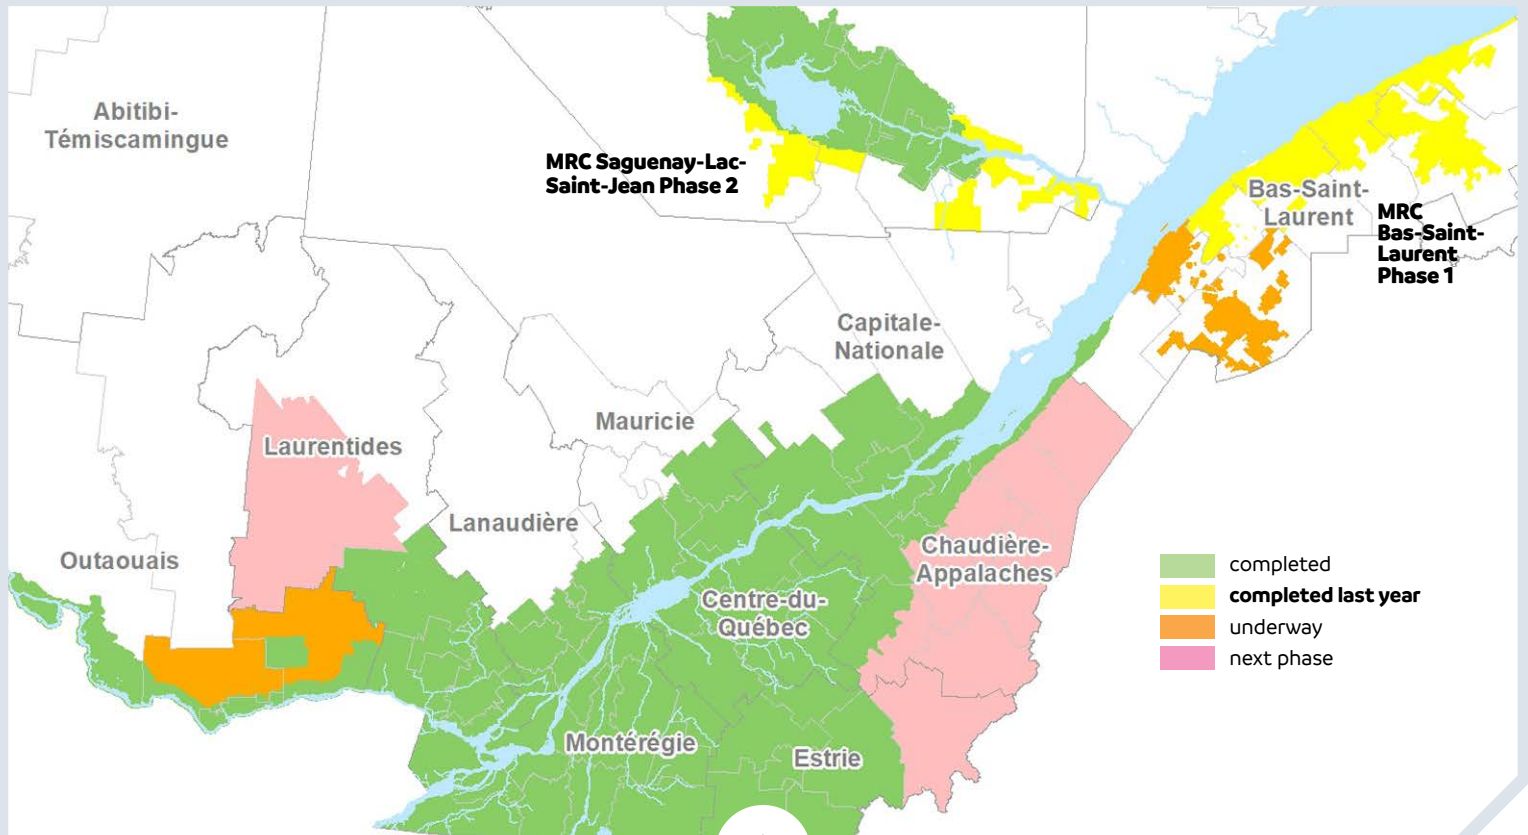 Abitibi-
Témiscamingue
MRC Saguenay-Lac-
Saint-Jean Phase 2
Bas-Saint-
Laurent
MRC
Bas-Saint-
Laurent
Phase 1
Capitale-
Nationale
Mauricie
Laurentides
Lanaudière
Outaouais
Chaudière-
Appalaches
Centre-du-
Québec
Montérégie
Estrie
completed
completed last year
underway
next phase